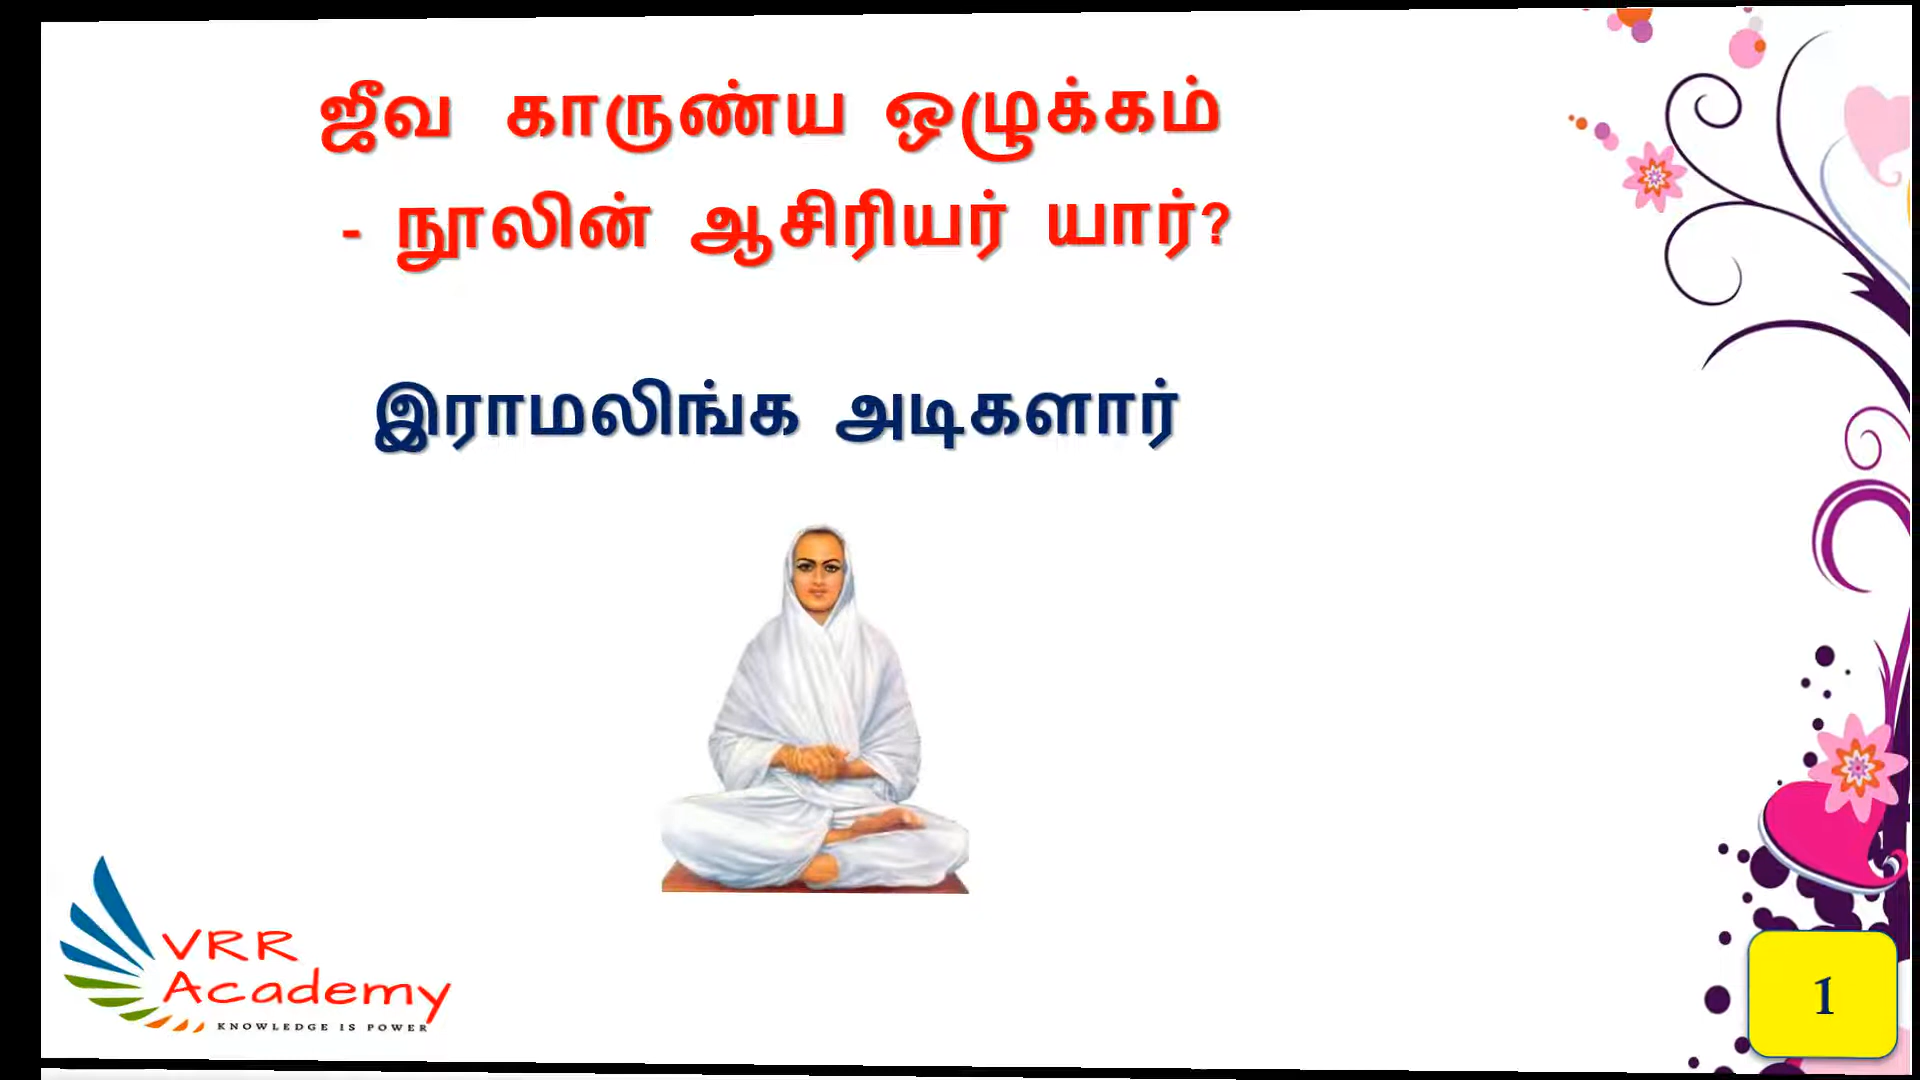 ஜீவ காருண்ய ஒழுக்கம்
- நூலின் ஆசிரியர் யார்?
இராமலிங்க அடிகளார்
VRR
Academy
KNOWLEDGE IS POWER
1